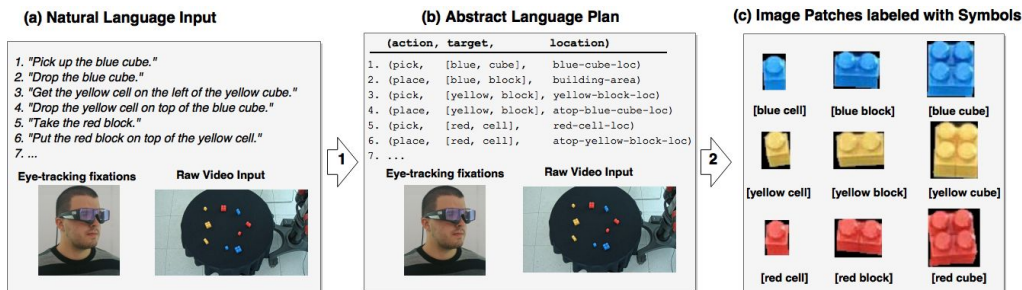 (a) Natural Language Input
1. "Pick up the blue cube."
2. "Drop the blue cube."
3. "Get the yellow cell on the left of the yellow cube."
4. "Drop the yellow cell on top of the blue cube."
5. "Take the red block."
6. "Put the red block on top of the yellow cell."
7. ...
Eye-tracking fixations
Raw Video Input
1
(b) Abstract Language Plan
(action, target, location)
1. (pick, [blue, cube], blue-cube-loc)
2. (place, [blue, block], building-area)
3. (pick, [yellow, block], yellow-block-loc)
4. (place, [yellow, block], atop-blue-cube-loc)
5. (pick, [red, cell], red-cell-loc)
6. (place, [red, cell], atop-yellow-block-loc)
7. ...
Eye-tracking fixations
Raw Video Input
2
(c) Image Patches labeled with Symbols
[blue cell] [blue block] [blue cube]
[yellow cell] [yellow block] [yellow cube]
[red cell] [red block] [red cube]